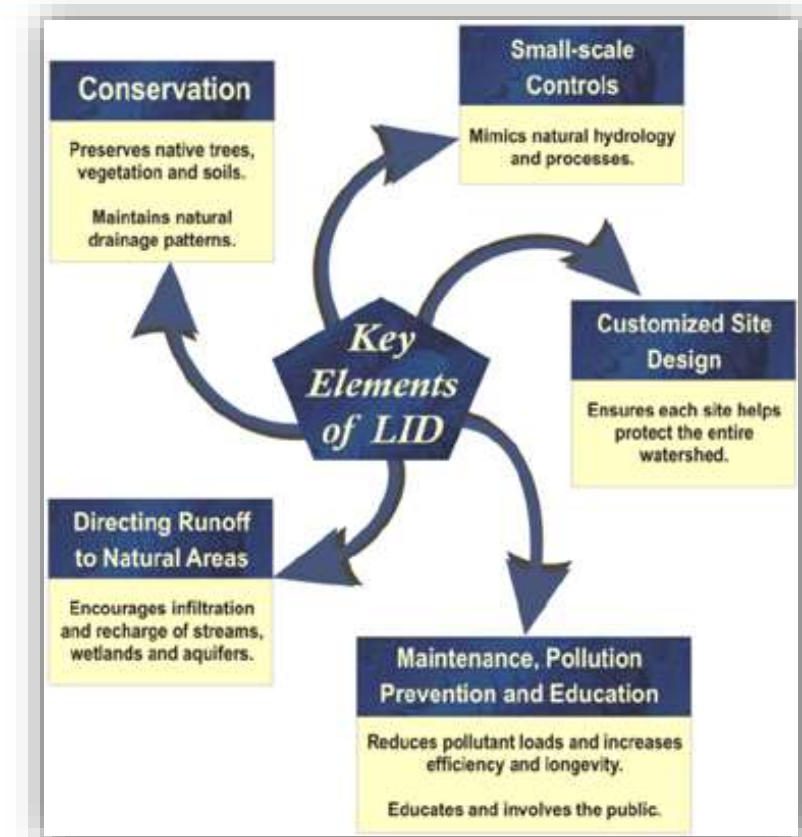 Conservation
Preserves native trees,
vegetation and soils.
Maintains natural
drainage patterns.
Small-scale
Controls
Mimics natural hydrology
and processes.
Key
Elements
of LID
Customized Site
Design
Ensures each site helps
protect the entire
watershed.
Directing Runoff
to Natural Areas
Encourages infiltration
and recharge of streams,
wetlands and aquifers.
Maintenance, Pollution
Prevention and Education
Reduces pollutant loads and increases
efficiency and longevity.
Educates and involves the public.